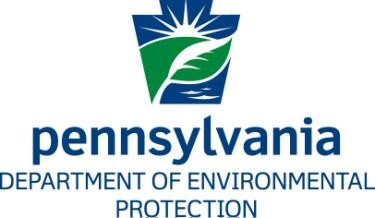 pennsylvania
DEPARTMENT OF ENVIRONMENTAL
PROTECTION